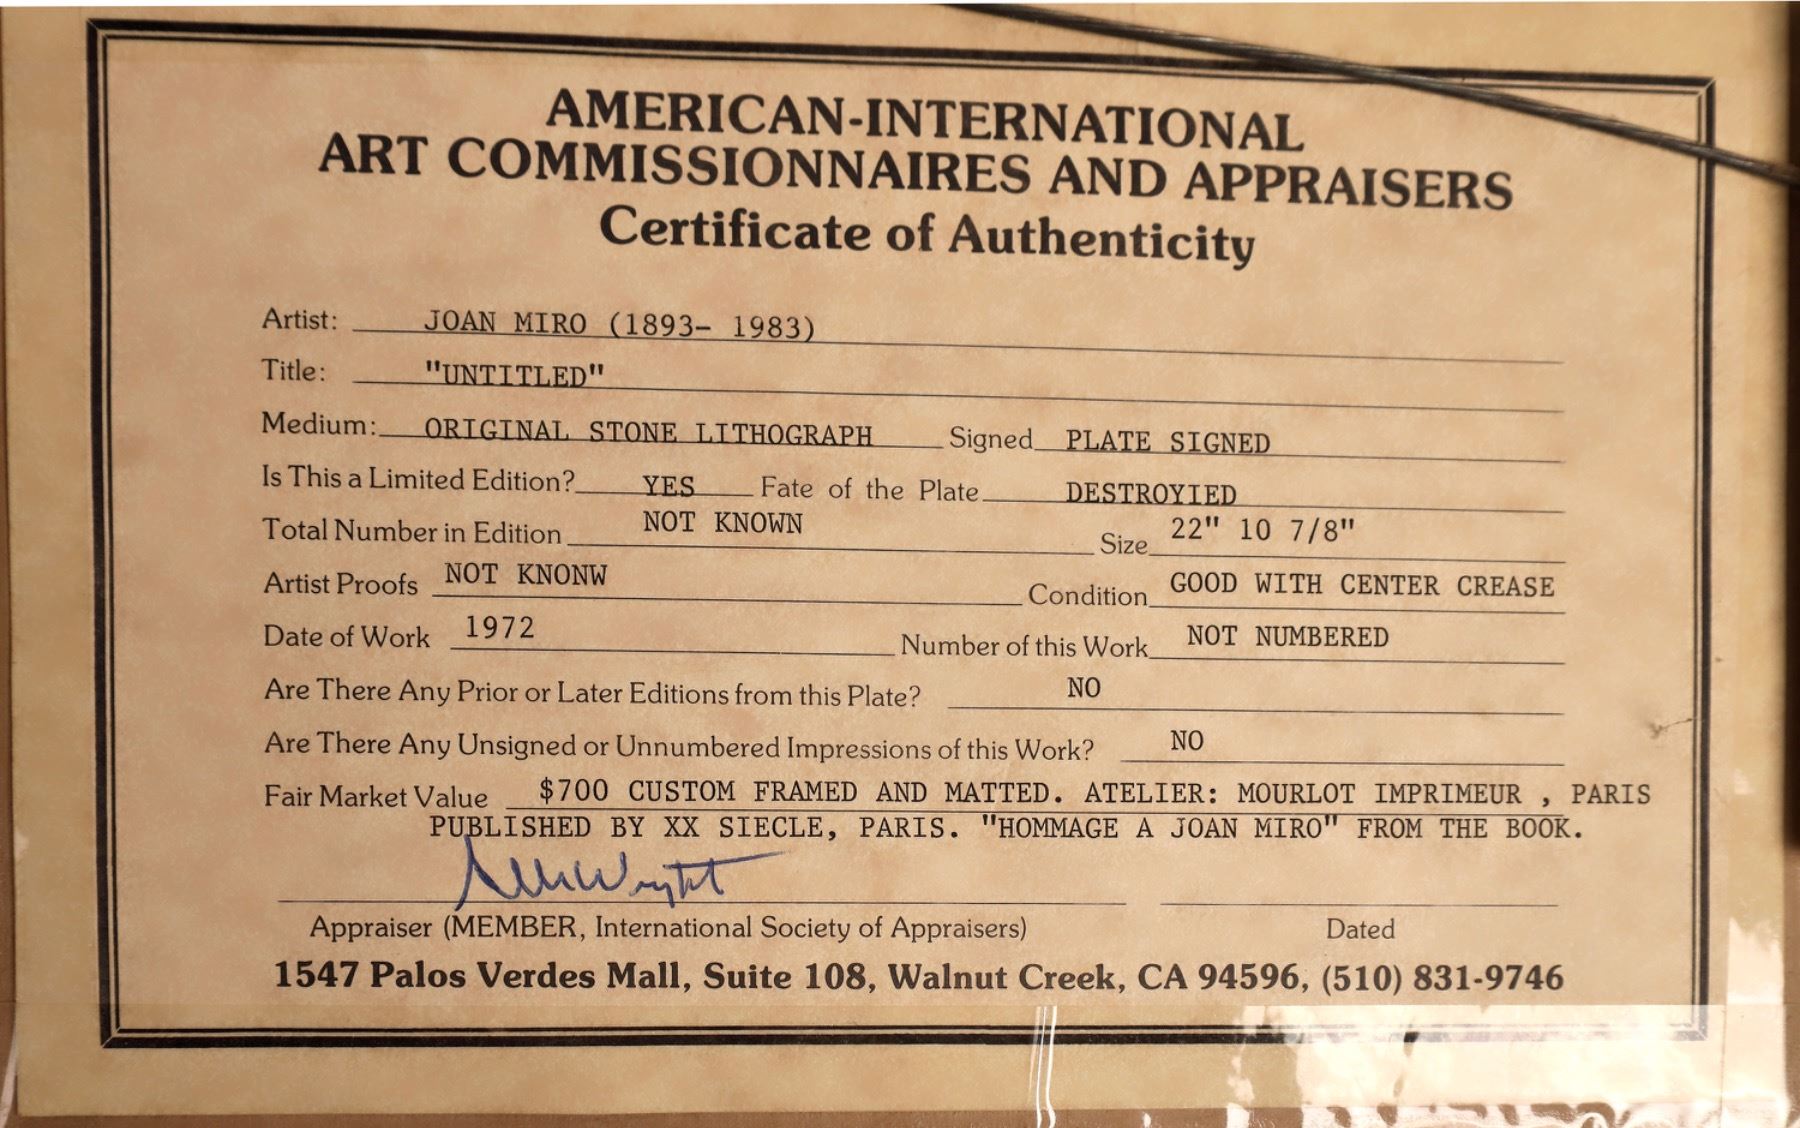 AMERICAN-INTERNATIONAL
ART COMMISSIONNAIRES AND APPRAISERS
Certificate of Authenticity
Artist: JOAN MIRO (1893- 1983)
Title: "UNTITLED"
Medium: ORIGINAL STONE LITHOGRAPH Signed PLATE SIGNED
Is This a Limited Edition? YES Fate of the Plate DESTROYIED
Total Number in Edition NOT KNOWN Size 22" 10 7/8"
Artist Proofs NOT KNONW Condition GOOD WITH CENTER CREASE
Date of Work 1972 Number of this Work NOT NUMBERED
Are There Any Prior or Later Editions from this Plate? NO
Are There Any Unsigned or Unnumbered Impressions of this Work? NO
Fair Market Value $700 CUSTOM FRAMED AND MATTED. ATELIER: MOURLOT IMPRIMEUR , PARIS
PUBLISHED BY XX SIECLE, PARIS. "HOMMAGE A JOAN MIRO" FROM THE BOOK.
Wright
Appraiser (MEMBER, International Society of Appraisers) Dated
1547 Palos Verdes Mall, Suite 108, Walnut Creek, CA 94596, (510) 831-9746